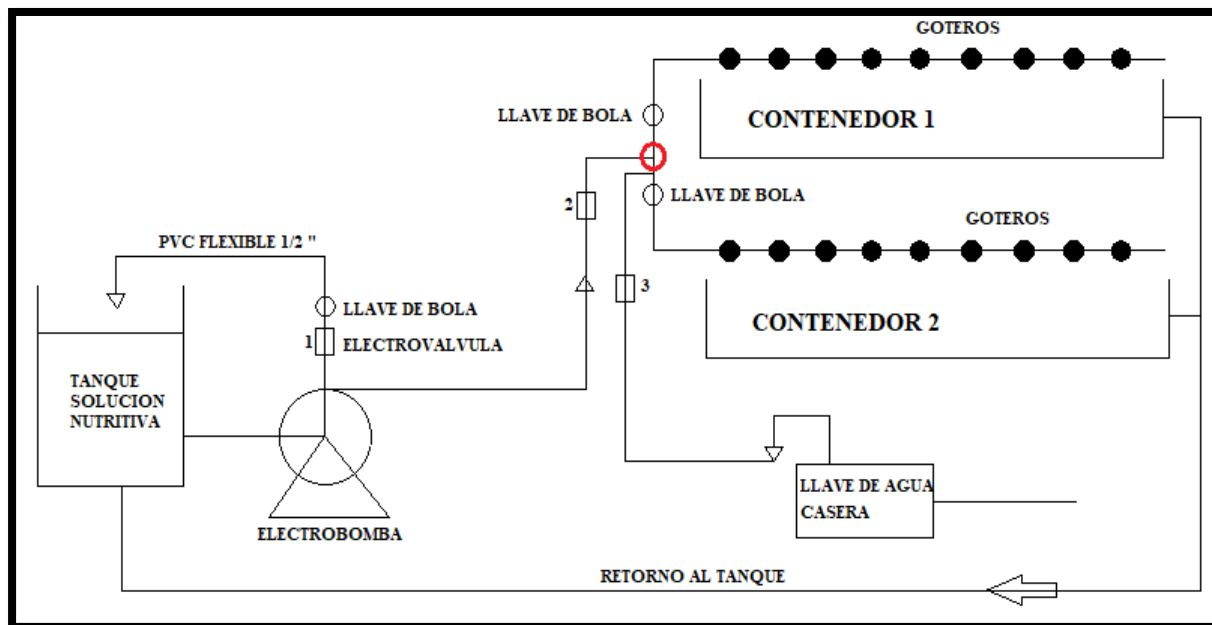 GOTEROS
LLAVE DE BOLA
CONTENEDOR 1
2
LLAVE DE BOLA
GOTEROS
PVC FLEXIBLE 1/2 "
3
LLAVE DE BOLA
CONTENEDOR 2
1
ELECTROVALVULA
TANQUE
SOLUCION
NUTRITIVA
LLAVE DE AGUA
CASERA
ELECTROBOMBA
RETORNO AL TANQUE